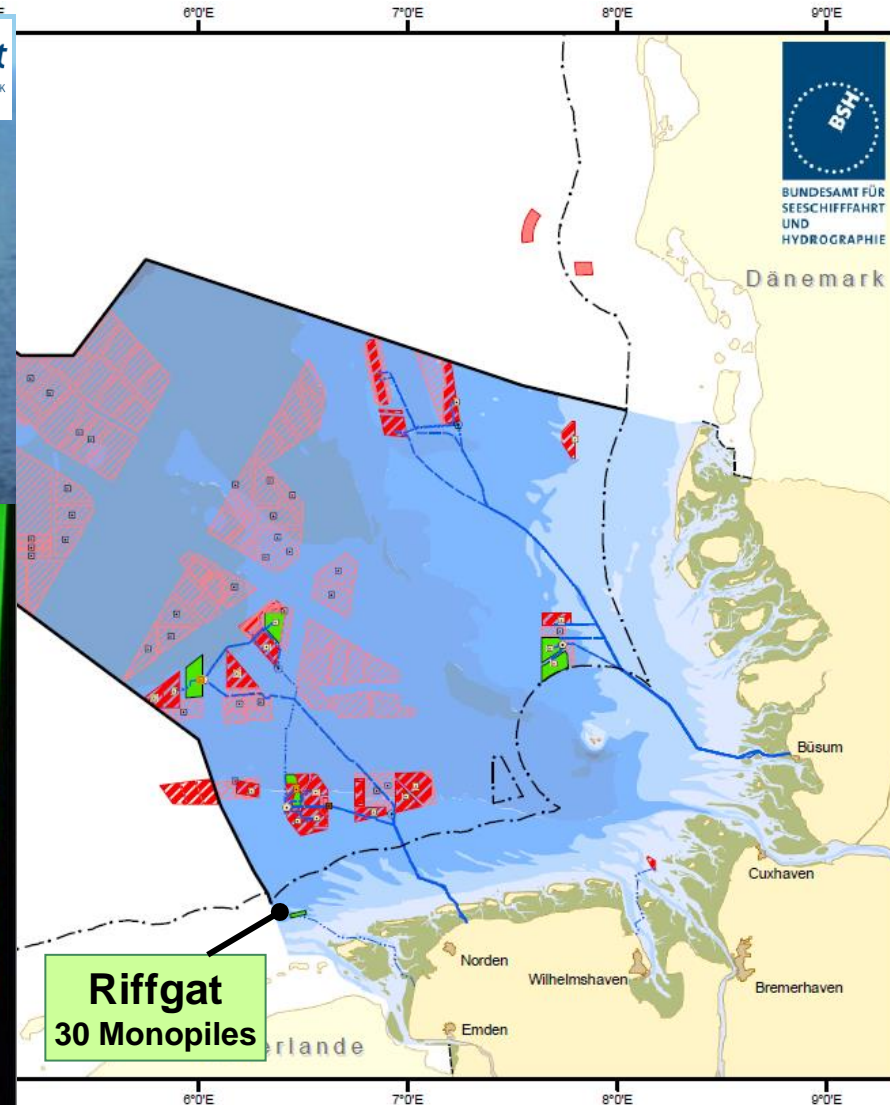 6°0'E 7°0'E 8°0'E 9°0'E
BSH
BUNDESAMT FÜR
SEESCHIFFFAHRT
UND
HYDROGRAPHIE
Dänemark
Büsum
Cuxhaven
Norden
Wilhelmshaven
Bremerhaven
Emden
Riffgat
30 Monopiles
erlande
6°0'E 7°0'E 8°0'E 9°0'E